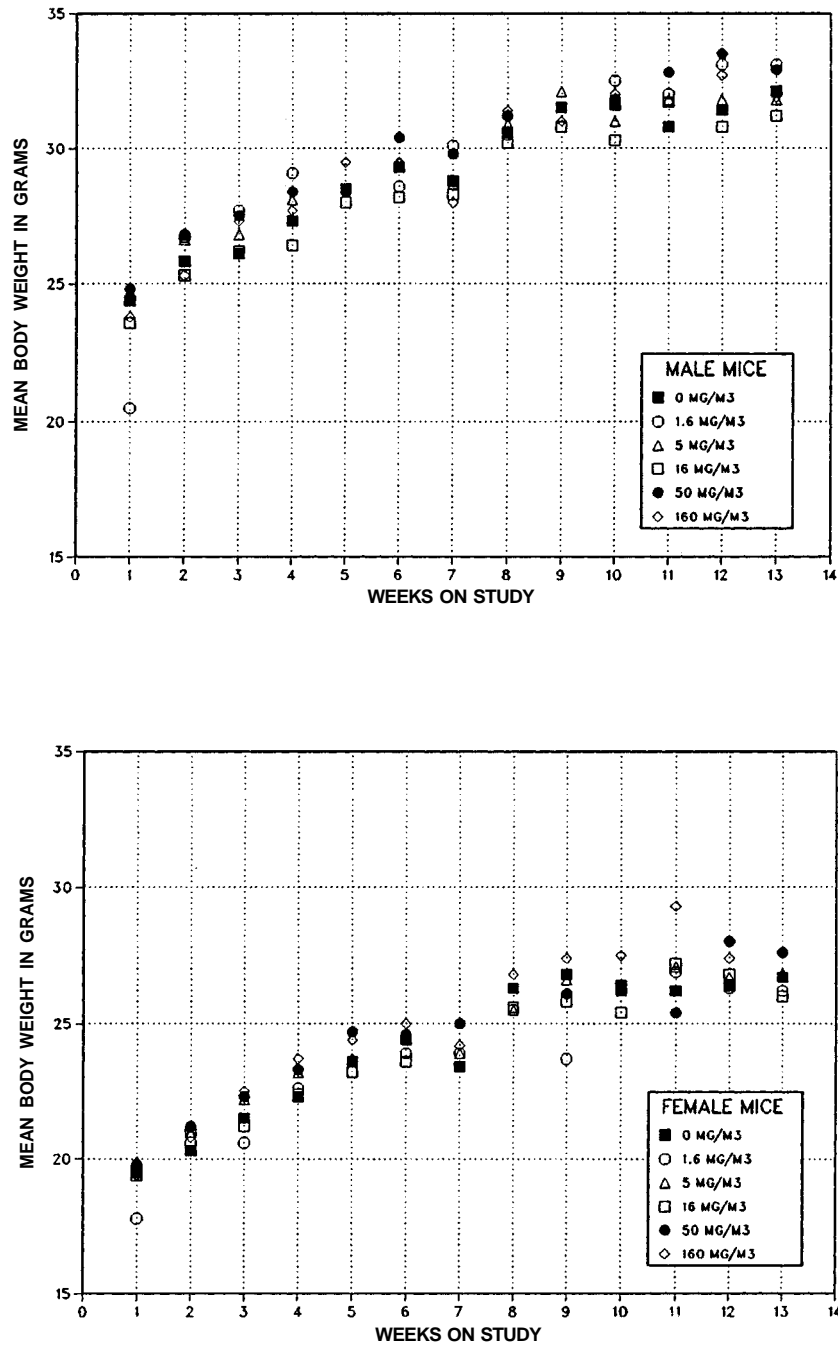 35
30
25
20
15
MEAN BODY WEIGHT IN GRAMS
MALE MICE
0 MG/M3
1.6 MG/M3
5 MG/M3
16 MG/M3
50 MG/M3
160 MG/M3
0 1 2 3 4 5 6 7 8 9 10 11 12 13 14
WEEKS ON STUDY
35
30
25
20
15
MEAN BODY WEIGHT IN GRAMS
FEMALE MICE
0 MG/M3
1.6 MG/M3
5 MG/M3
16 MG/M3
50 MG/M3
160 MG/M3
0 1 2 3 4 5 6 7 8 9 10 11 12 13 14
WEEKS ON STUDY